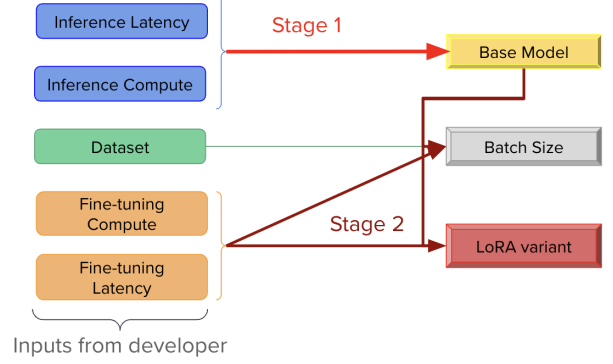 Inference Latency
Stage 1
Base Model
Inference Compute
Dataset
Batch Size
Fine-tuning
Compute
Stage 2
LoRA variant
Fine-tuning
Latency
Inputs from developer